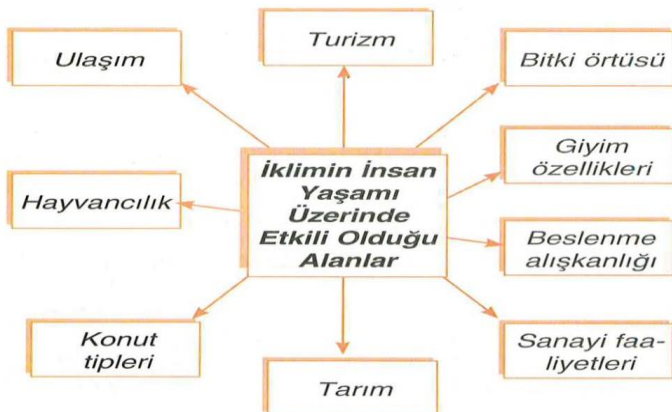 Ulaşım
Turizm
Bitki örtüsü
Giyim
özellikleri
İklimin İnsan
Yaşamı
Üzerinde
Etkili Olduğu
Alanlar
Hayvancılık
Beslenme
alışkanlığı
Konut
tipleri
Tarım
Sanayi faa-
liyetleri